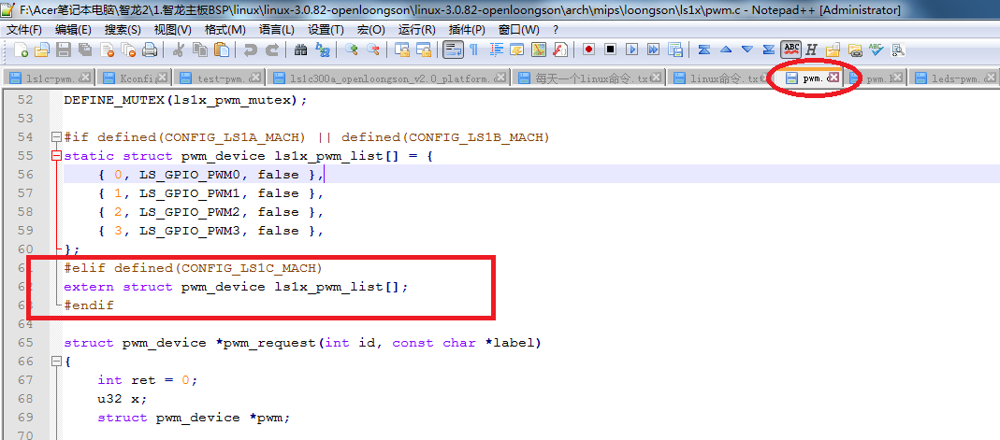 F:\Acer笔记本电脑\智龙2\1.智龙主板BSP\linux\linux-3.0.82-openloongson\linux-3.0.82-openloongson\arch\mips\loongson\ls1x\pwm.c - Notepad++ [Administrator]
文件(F) 编辑(E) 搜索(S) 视图(V) 格式(M) 语言(L) 设置(T) 宏(O) 运行(R) 插件(P) 窗口(W) ?
ls1c-pwm. Kconfi test-pwm. ls1c300a_openloongson_v2.0_platform. 每天一个linux命令.tx linux命令.tx pwm. pwm. leds-pwm.
52 DEFINE_MUTEX(ls1x_pwm_mutex);
53
54 #if defined(CONFIG_LS1A_MACH) || defined(CONFIG_LS1B_MACH)
55 static struct pwm_device ls1x_pwm_list[] = {
56 { 0, LS_GPIO_PWM0, false },
57 { 1, LS_GPIO_PWM1, false },
58 { 2, LS_GPIO_PWM2, false },
59 { 3, LS_GPIO_PWM3, false },
60 };
61 #elif defined(CONFIG_LS1C_MACH)
62 extern struct pwm_device ls1x_pwm_list[];
63 #endif
64
65 struct pwm_device *pwm_request(int id, const char *label)
66 {
67 int ret = 0;
68 u32 x;
69 struct pwm_device *pwm;
70